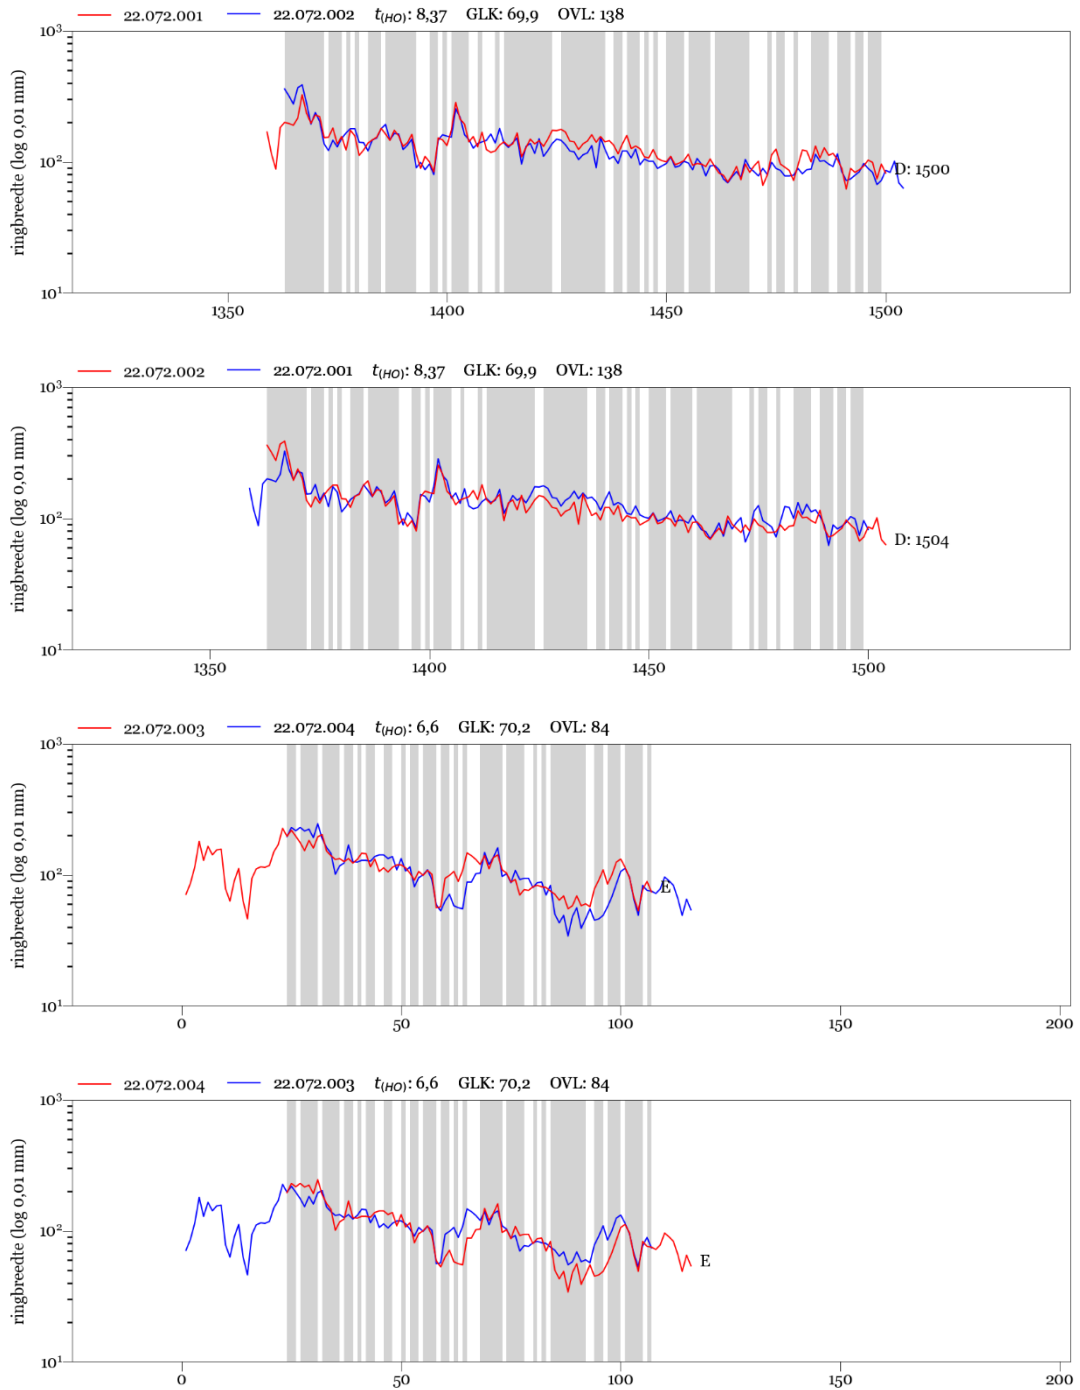 22.072.001 22.072.002 t(HO): 8,37 GLK: 69,9 OVL: 138
10³
ringbreedte (log 0,01 mm)
10²
D: 1500
10¹
1350 1400 1450 1500
22.072.002 22.072.001 t(HO): 8,37 GLK: 69,9 OVL: 138
10³
ringbreedte (log 0,01 mm)
10²
D: 1504
10¹
1350 1400 1450 1500
22.072.003 22.072.004 t(HO): 6,6 GLK: 70,2 OVL: 84
10³
ringbreedte (log 0,01 mm)
10²
E
10¹
0 50 100 150 200
22.072.004 22.072.003 t(HO): 6,6 GLK: 70,2 OVL: 84
10³
ringbreedte (log 0,01 mm)
10²
E
10¹
0 50 100 150 200